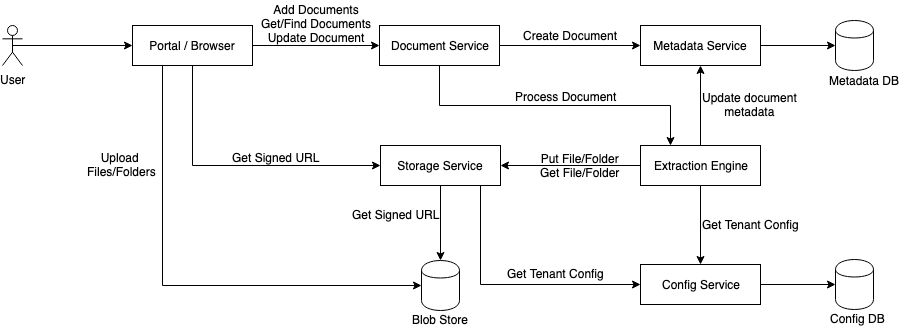 Add Documents
Get/Find Documents
Update Document
User
Portal / Browser
Document Service
Create Document
Metadata Service
Metadata DB
Process Document
Update document
metadata
Upload
Files/Folders
Get Signed URL
Storage Service
Put File/Folder
Get File/Folder
Extraction Engine
Get Signed URL
Get Tenant Config
Get Tenant Config
Config Service
Blob Store
Config DB